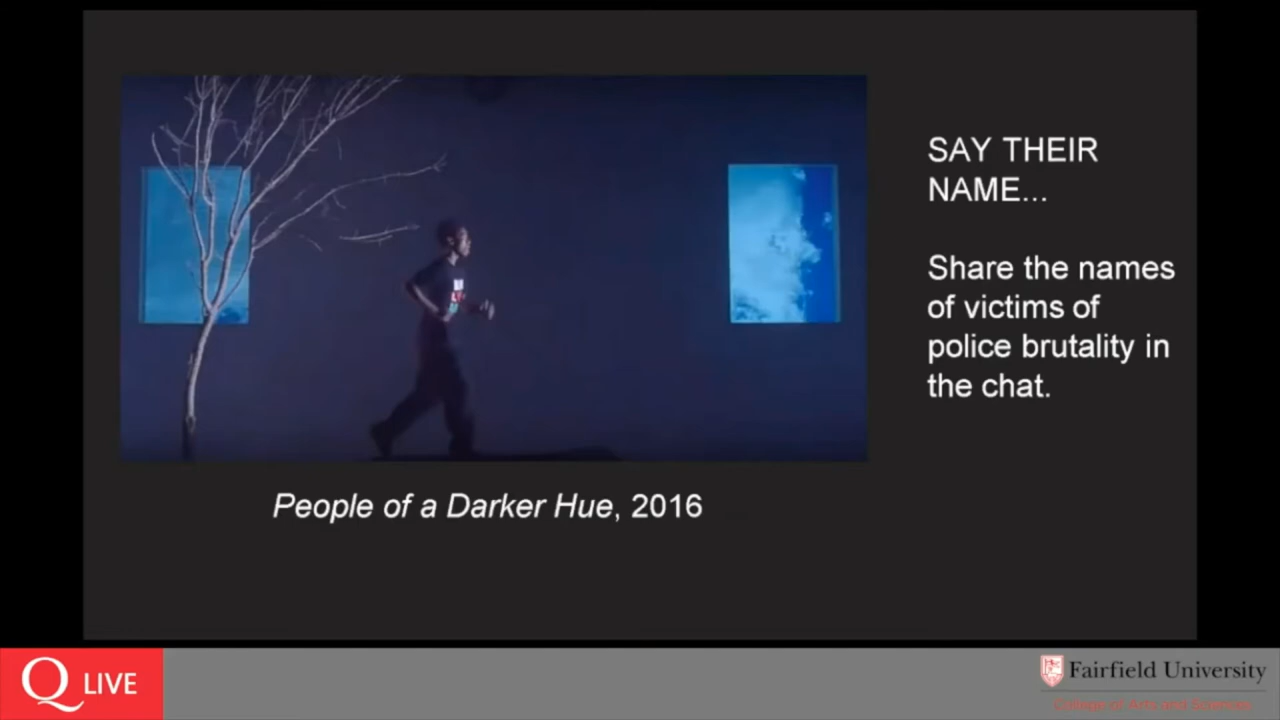 SAY THEIR
NAME...
Share the names
of victims of
police brutality in
the chat.
People of a Darker Hue, 2016
Q LIVE
Fairfield University
College of Arts and Sciences